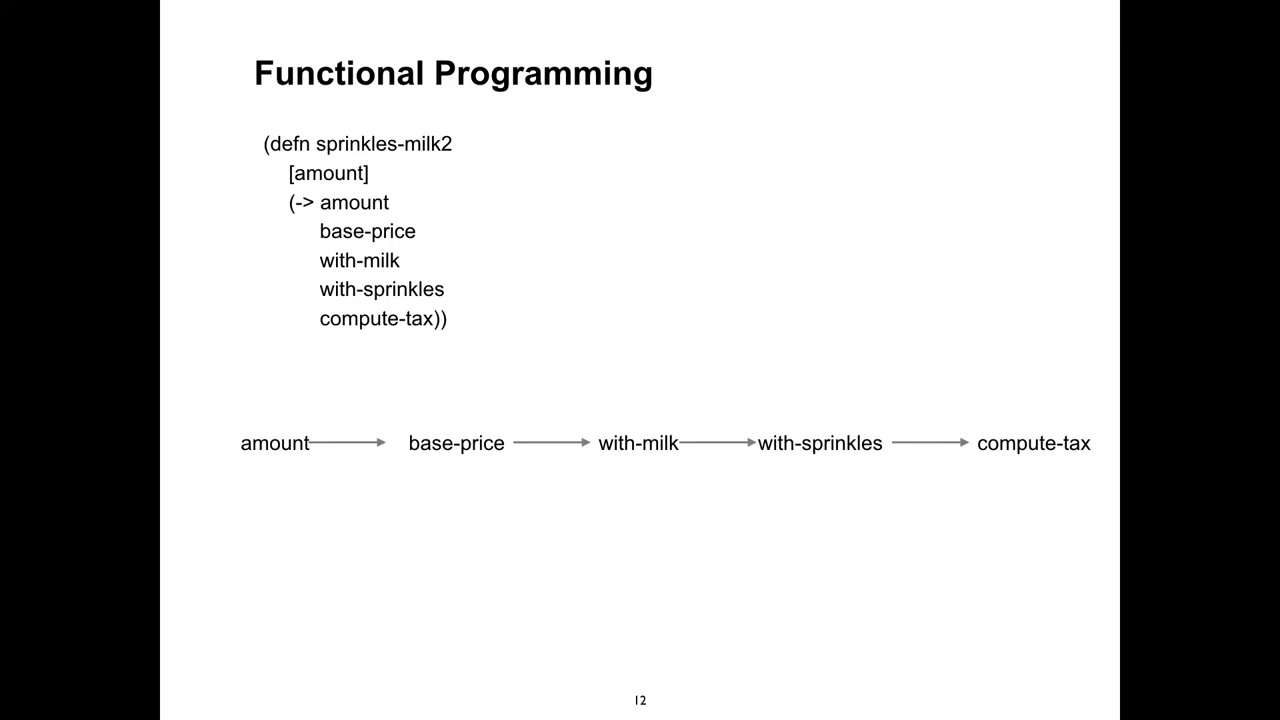 Functional Programming
(defn sprinkles-milk2
[amount]
(-> amount
base-price
with-milk
with-sprinkles
compute-tax))
amount base-price with-milk with-sprinkles compute-tax
12